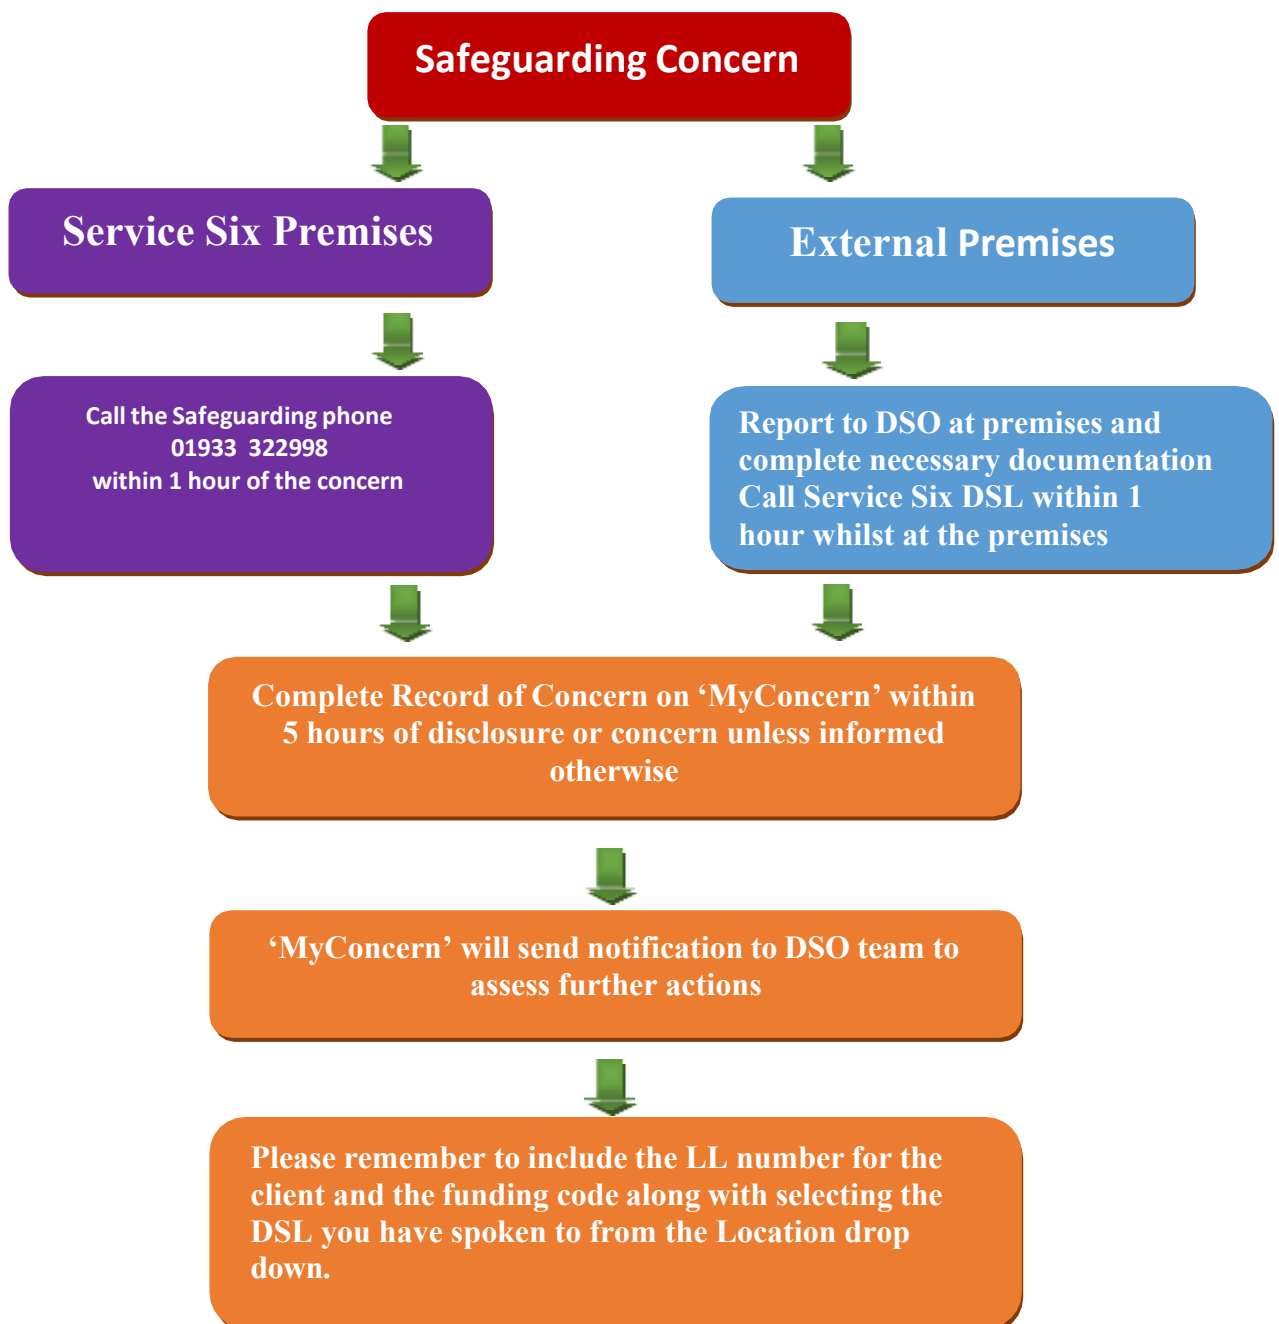 Safeguarding Concern
Service Six Premises
External Premises
Call the Safeguarding phone
01933 322998
within 1 hour of the concern
Report to DSO at premises and
complete necessary documentation
Call Service Six DSL within 1
hour whilst at the premises
Complete Record of Concern on ‘MyConcern’ within
5 hours of disclosure or concern unless informed
otherwise
‘MyConcern’ will send notification to DSO team to
assess further actions
Please remember to include the LL number for the
client and the funding code along with selecting the
DSL you have spoken to from the Location drop
down.